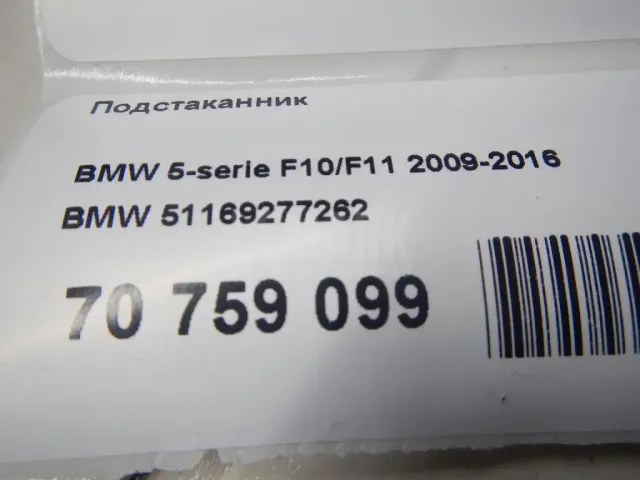 Подстаканник
BMW 5-serie F10/F11 2009-2016
BMW 51169277262
70 759 099